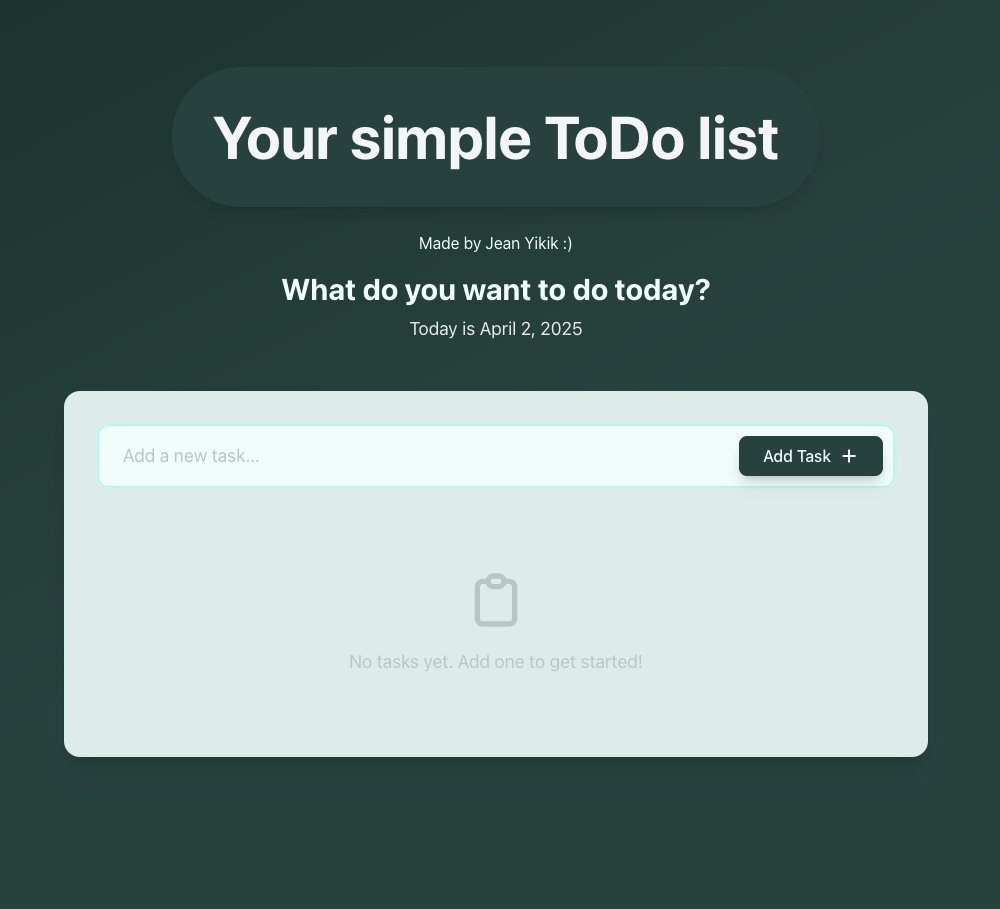 Your simple ToDo list
Made by Jean Yikik :)
What do you want to do today?
Today is April 2, 2025
Add a new task...
Add Task
No tasks yet. Add one to get started!